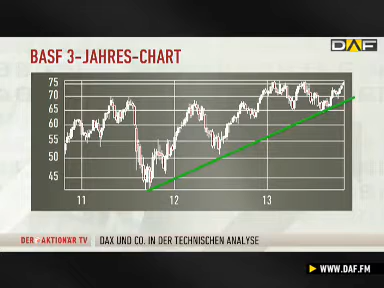 DAF
BASF 3-JAHRES-CHART
75
70
65
60
55
50
45
11 12 13
DER AKTIONÄR TV DAX UND CO. IN DER TECHNISCHEN ANALYSE
WWW.DAF.FM